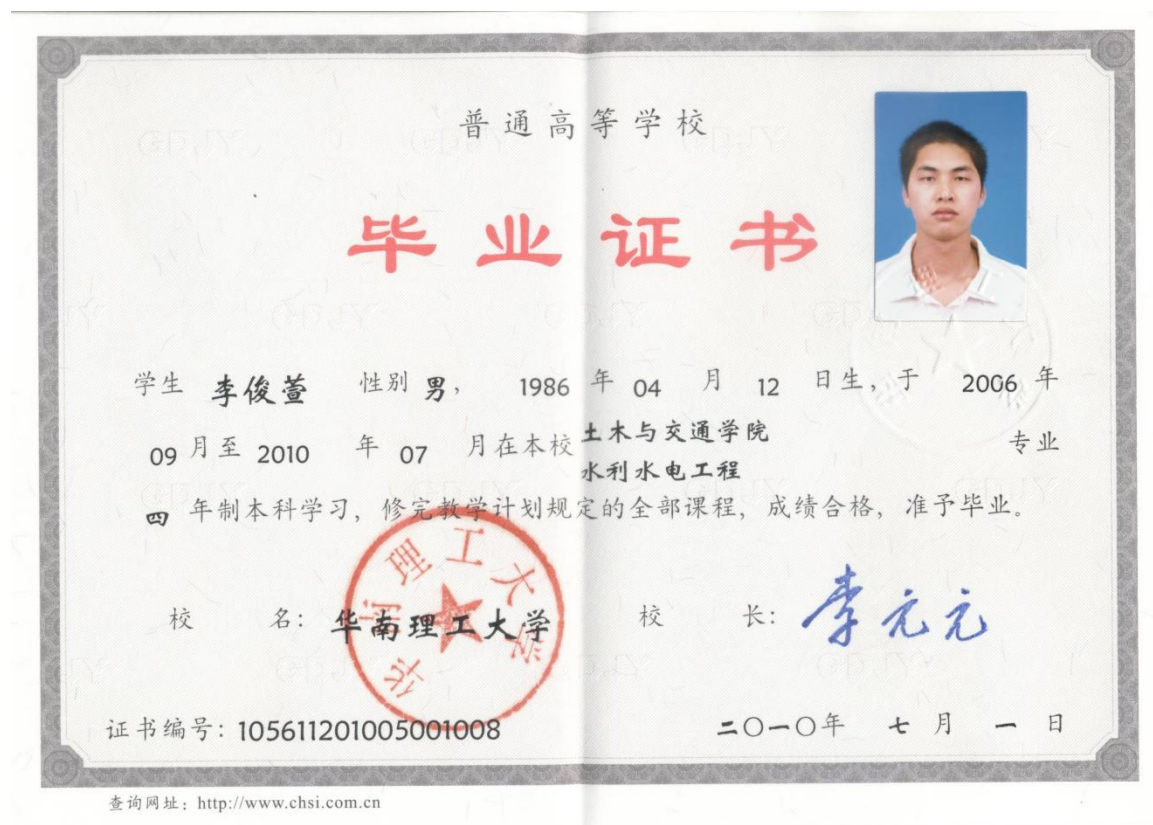 普通高等学校
毕业证书
学生 李俊萱 性别 男, 1986 年 04 月 12 日生,于 2006 年
09 月至 2010 年 07 月在本校 土木与交通学院 专业
水利水电工程
四 年制本科学习,修完教学计划规定的全部课程,成绩合格,准予毕业。
华南理工大学
校 名: 华南理工大学 校 长: 李元元
证书编号: 105611201005001008 二〇一〇年 七 月 一 日
查询网址: http://www.chsi.com.cn